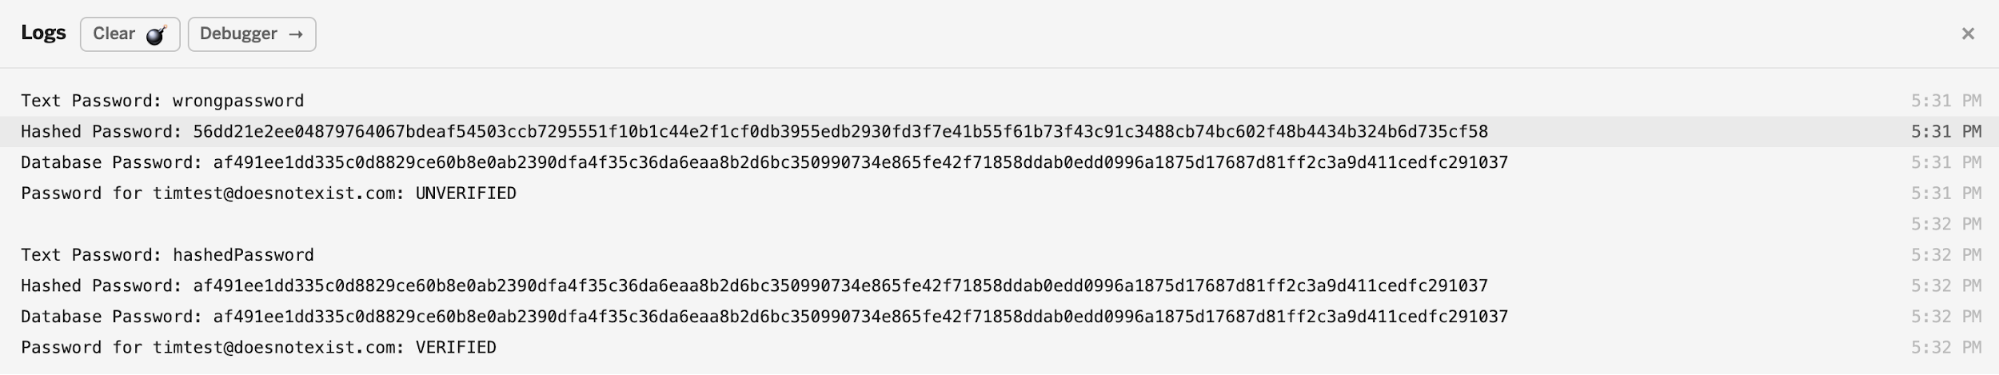 Logs Clear Debugger → ×
Text Password: wrongpassword 5:31 PM
Hashed Password: 56dd21e2ee04879764067bdeaf54503ccb7295551f10b1c44e2f1cf0db3955edb2930fd3f7e41b55f61b73f43c91c3488cb74bc602f48b4434b324b6d735cf58 5:31 PM
Database Password: af491ee1dd335c0d8829ce60b8e0ab2390dfa4f35c36da6eaa8b2d6bc350990734e865fe42f71858ddab0edd0996a1875d17687d81ff2c3a9d411cedfc291037 5:31 PM
Password for timtest@doesnotexist.com: UNVERIFIED 5:31 PM
5:32 PM
Text Password: hashedPassword 5:32 PM
Hashed Password: af491ee1dd335c0d8829ce60b8e0ab2390dfa4f35c36da6eaa8b2d6bc350990734e865fe42f71858ddab0edd0996a1875d17687d81ff2c3a9d411cedfc291037 5:32 PM
Database Password: af491ee1dd335c0d8829ce60b8e0ab2390dfa4f35c36da6eaa8b2d6bc350990734e865fe42f71858ddab0edd0996a1875d17687d81ff2c3a9d411cedfc291037 5:32 PM
Password for timtest@doesnotexist.com: VERIFIED 5:32 PM